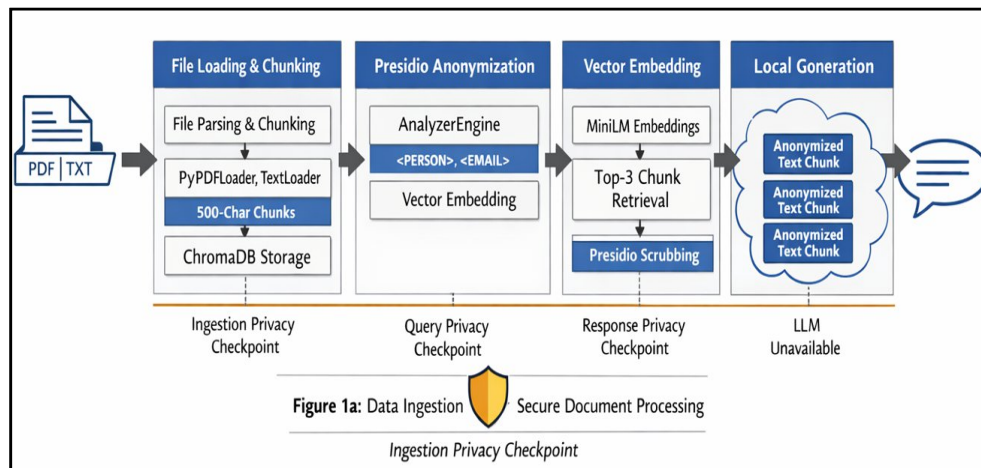 PDF | TXT
File Loading & Chunking
File Parsing & Chunking
PyPDFLoader, TextLoader
500-Char Chunks
ChromaDB Storage
Presidio Anonymization
AnalyzerEngine
<PERSON>, <EMAIL>
Vector Embedding
Vector Embedding
MiniLM Embeddings
Top-3 Chunk
Retrieval
Presidio Scrubbing
Local Goneration
Anonymized
Text Chunk
Anonymized
Text Chunk
Anonymized
Text Chunk
Ingestion Privacy
Checkpoint
Query Privacy
Checkpoint
Response Privacy
Checkpoint
LLM
Unavailable
Figure 1a: Data Ingestion Secure Document Processing
Ingestion Privacy Checkpoint